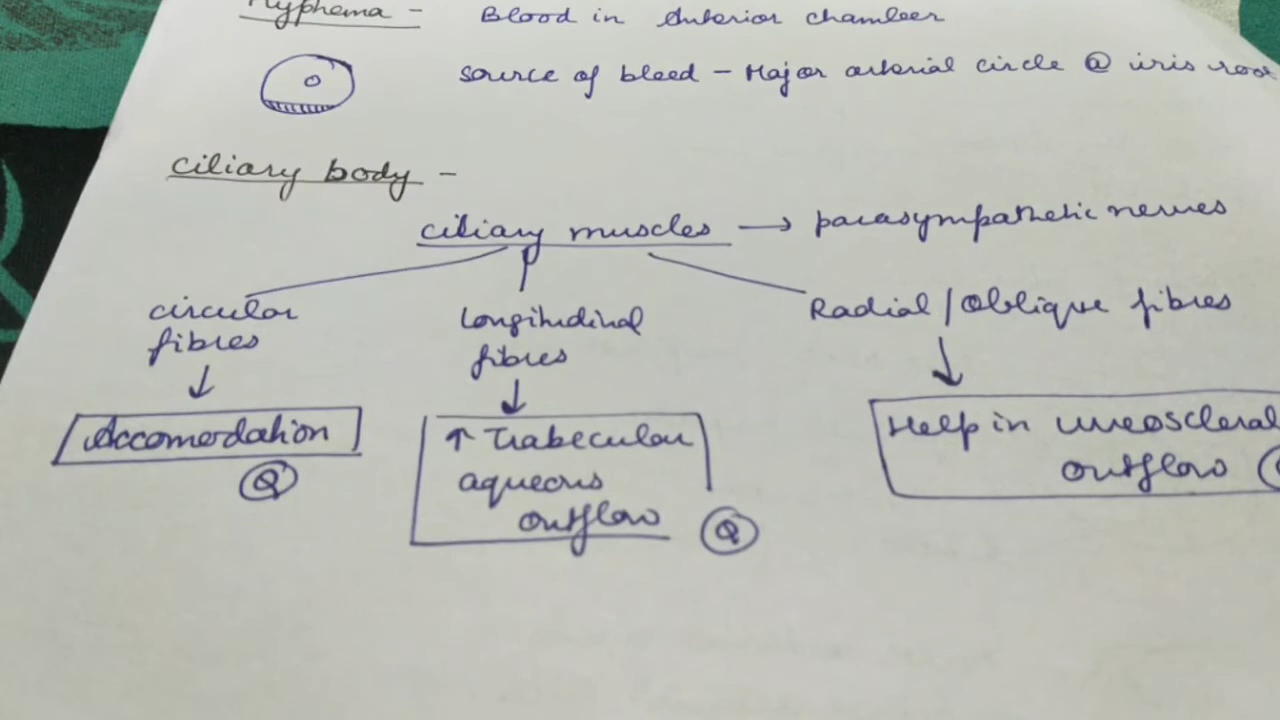 Hyphema - Blood in Anterior chamber
source of bleed - Major arterial circle @ iris root
ciliary body -
ciliary muscles → parasympathetic nerves
circular fibres
Longitudinal fibres
Radial / oblique fibres
Accomodation
Q
↑ Trabecular
aqueous
outflow
Q
Help in uveoscleral
outflow